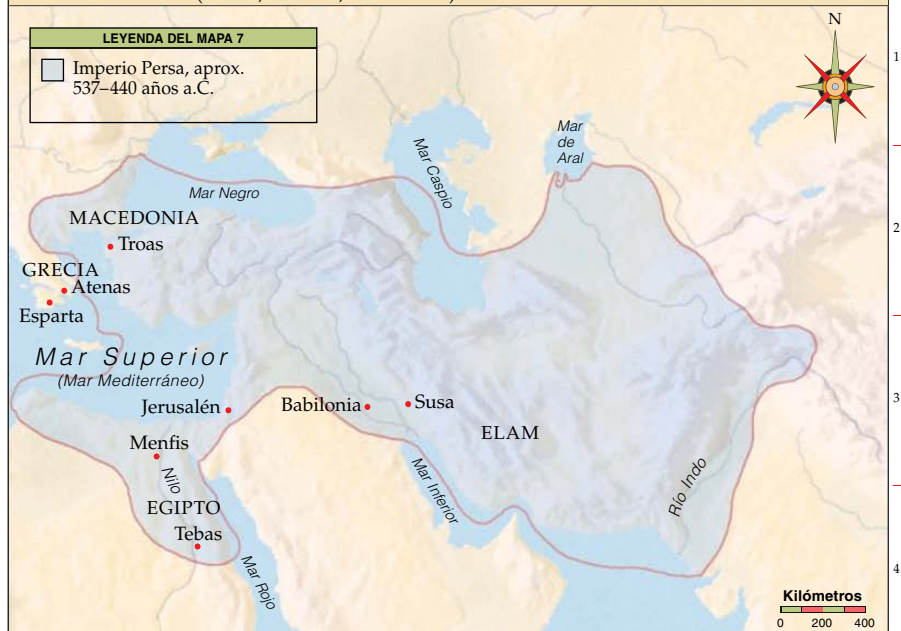 LEYENDA DEL MAPA 7
Imperio Persa, aprox.
537–440 años a.C.
N
1
Mar
de
Aral
Mar Caspio
Mar Negro
2
MACEDONIA
Troas
GRECIA
Atenas
Esparta
Mar Superior
(Mar Mediterráneo)
3
Jerusalén
Babilonia
Susa
ELAM
Menfis
Nilo
Mar Inferior
Río Indo
EGIPTO
Tebas
4
Mar Rojo
Kilómetros
0 200 400